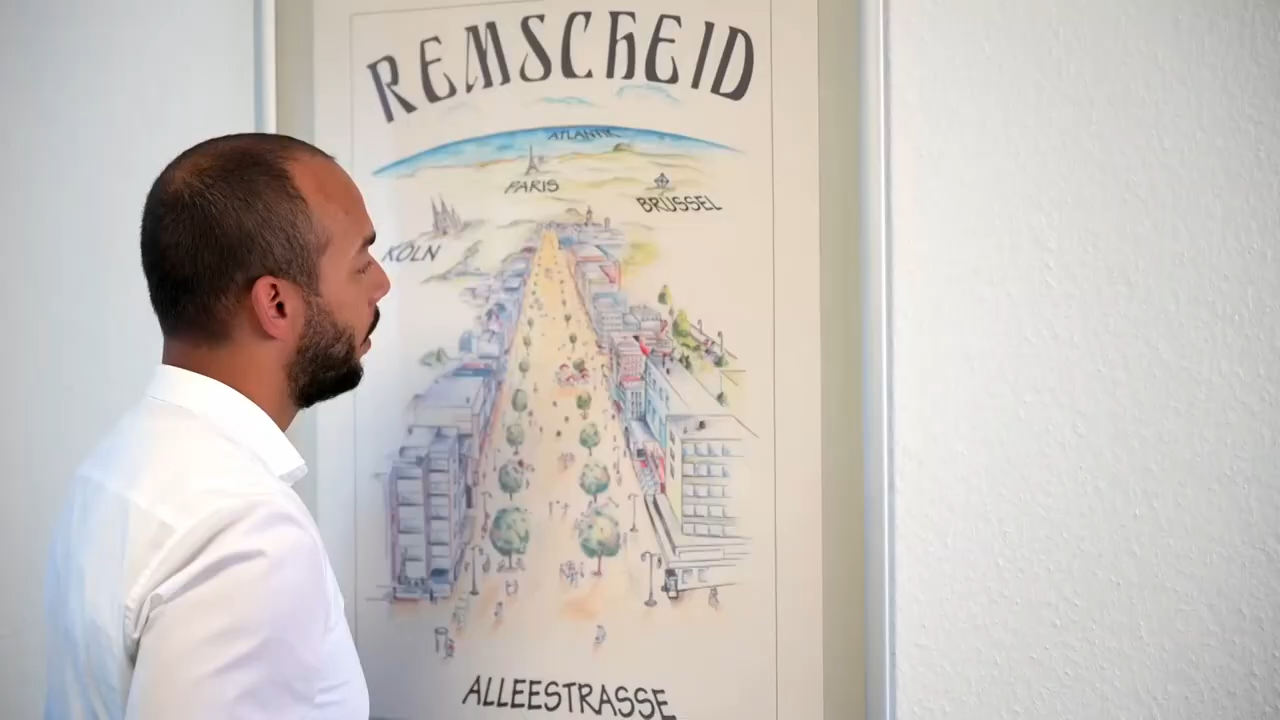 REMSCHEID
ATLANTIK
PARIS
BRÜSSEL
KÖLN
ALLEESTRASSE